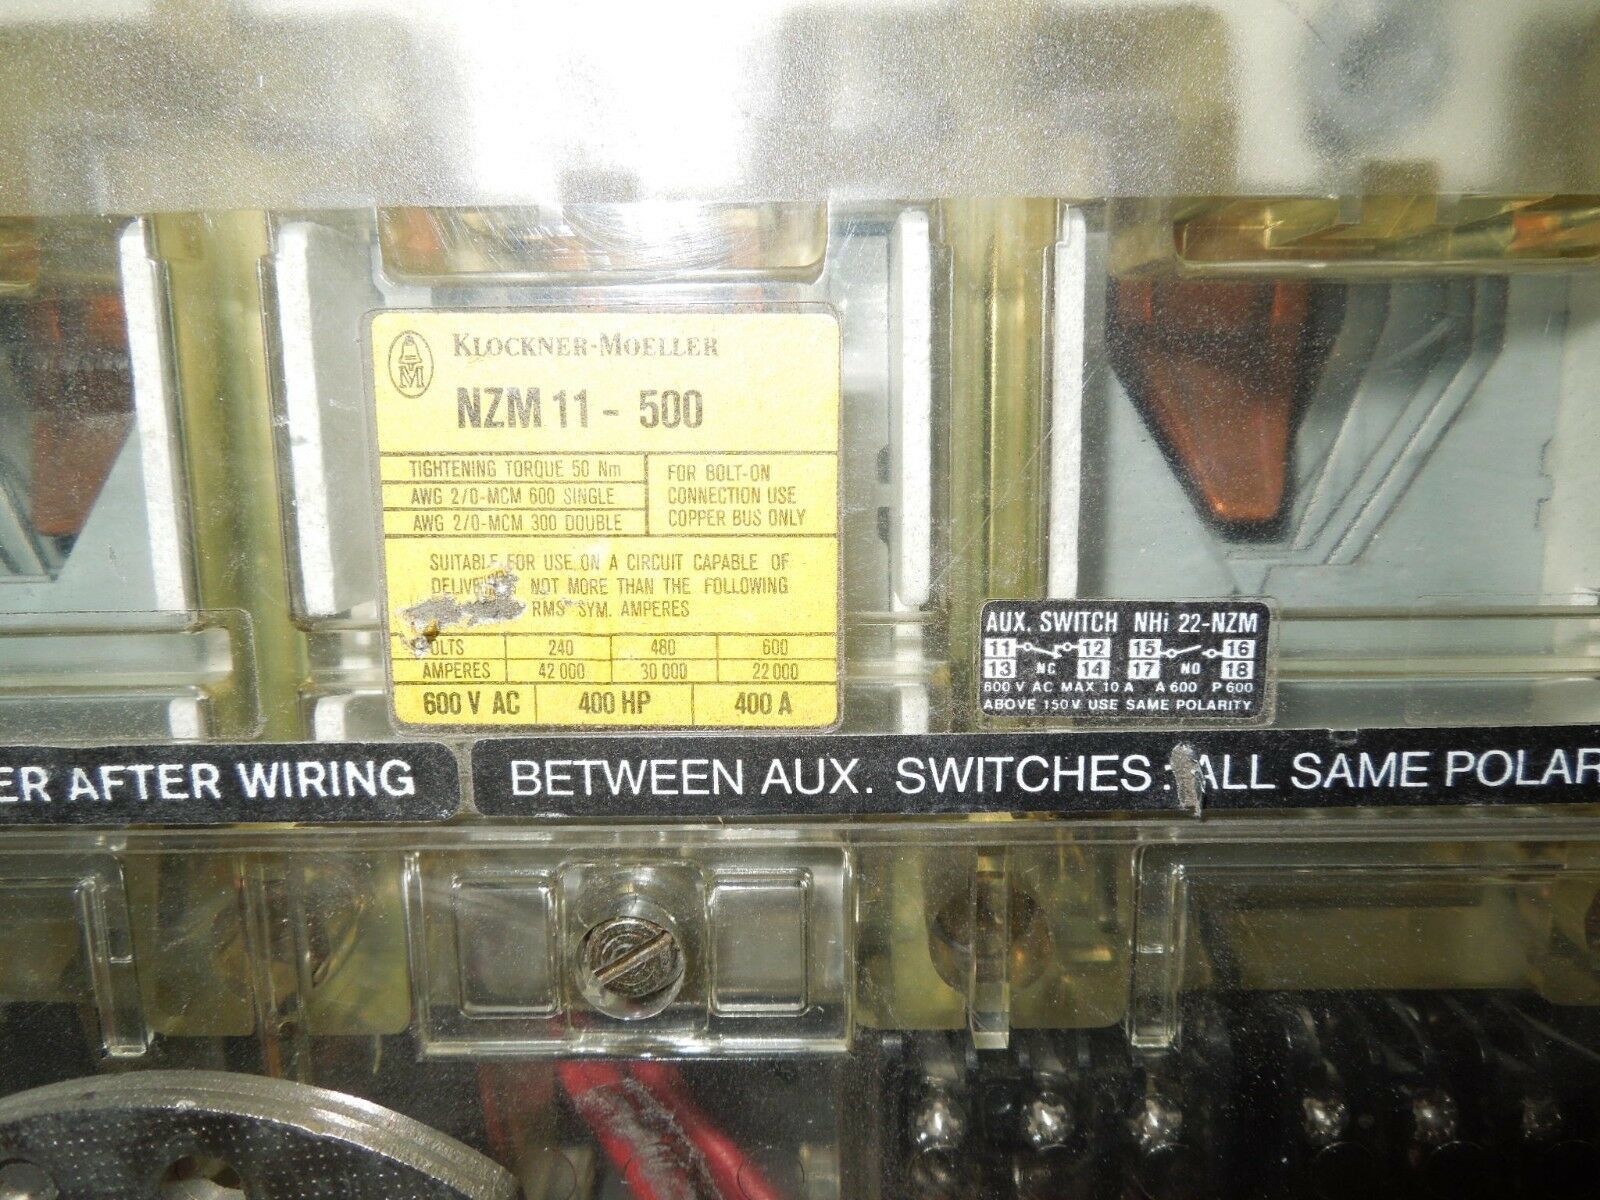 KLOCKNER-MOELLER
M
NZM 11 - 500
TIGHTENING TORQUE 50 Nm
AWG 2/0-MCM 600 SINGLE
AWG 2/0-MCM 300 DOUBLE
FOR BOLT-ON
CONNECTION USE
COPPER BUS ONLY
SUITABLE FOR USE ON A CIRCUIT CAPABLE OF
NOT MORE THAN THE FOLLOWING
RMS SYM. AMPERES
VOLTS 240 480 600
AMPERES 42 000 30 000 22 000
600 V AC 400 HP 400 A
AUX. SWITCH NHi 22-NZM
11 12 15 16
13 NC 14 17 NO 18
600 V AC MAX 10 A A 600 P 600
ABOVE 150 V USE SAME POLARITY
ER AFTER WIRING
BETWEEN AUX. SWITCHES : ALL SAME POLAR